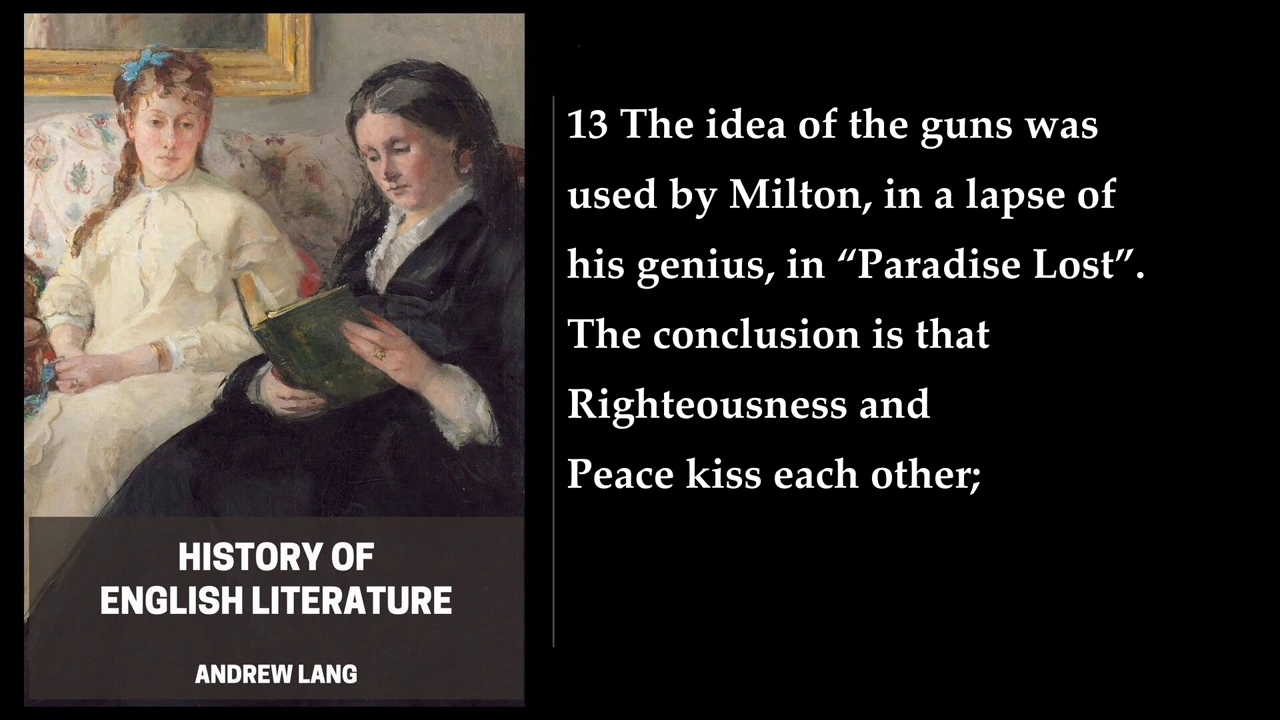 13 The idea of the guns was
used by Milton, in a lapse of
his genius, in “Paradise Lost”.
The conclusion is that
Righteousness and
Peace kiss each other;
HISTORY OF
ENGLISH LITERATURE
ANDREW LANG